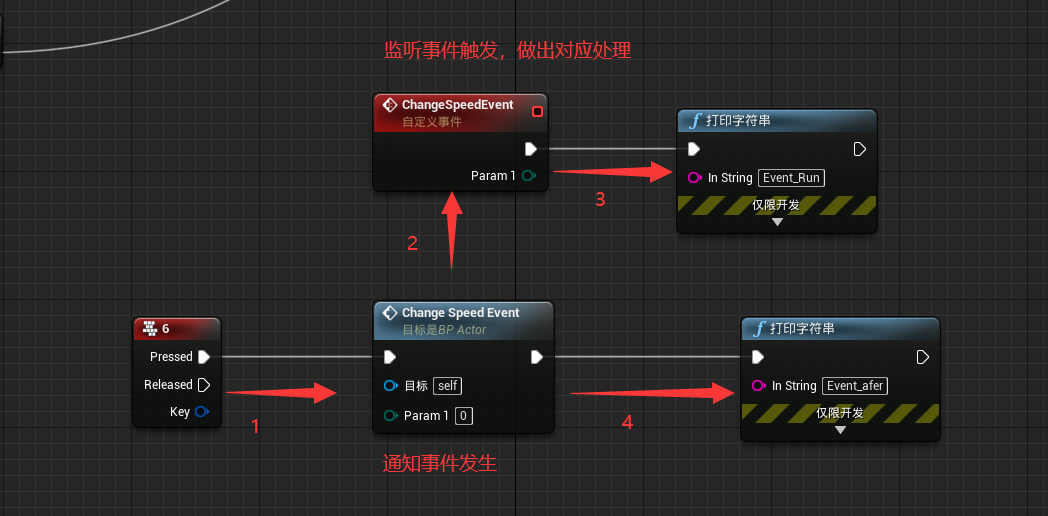 监听事件触发，做出对应处理
ChangeSpeedEvent
自定义事件
Param 1
打印字符串
In String Event_Run
仅限开发
3
2
6
Pressed
Released
Key
1
Change Speed Event
目标是BP Actor
目标 self
Param 1 0
4
打印字符串
In String Event_afer
仅限开发
通知事件发生